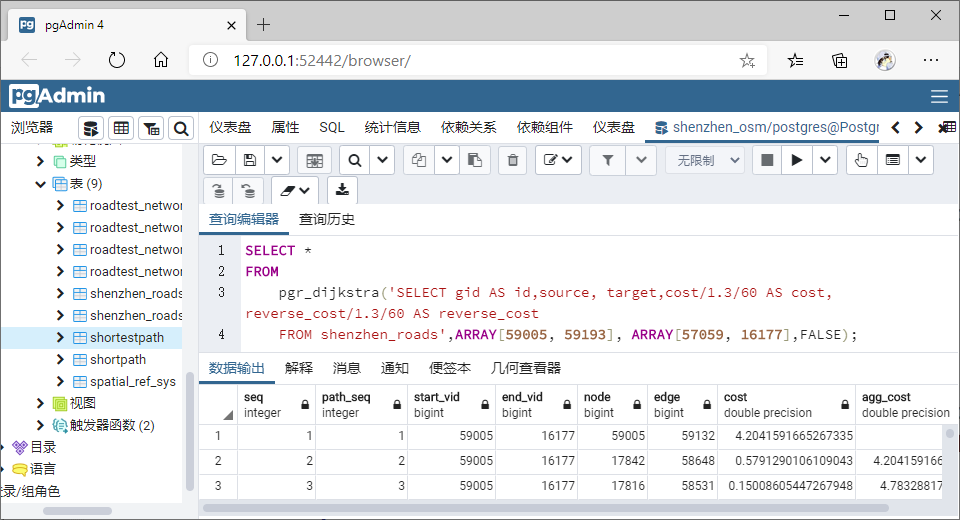 pgAdmin 4
127.0.0.1:52442/browser/
pgAdmin
浏览器
仪表盘 属性 SQL 统计信息 依赖关系 依赖组件 仪表盘 shenzhen_osm/postgres@Postgr
类型
表 (9)
roadtest_networ
roadtest_networ
roadtest_networ
roadtest_networ
shenzhen_roads
shenzhen_roads
shortestpath
shortpath
spatial_ref_sys
视图
触发器函数 (2)
目录
语言
登录/组角色
无限制
查询编辑器 查询历史
1 SELECT *
2 FROM
3 pgr_dijkstra('SELECT gid AS id,source, target,cost/1.3/60 AS cost,
reverse_cost/1.3/60 AS reverse_cost
4 FROM shenzhen_roads',ARRAY[59005, 59193], ARRAY[57059, 16177],FALSE);
数据输出 解释 消息 通知 便签本 几何查看器
seq path_seq start_vid end_vid node edge cost agg_cost
integer integer bigint bigint bigint bigint double precision double precision
1 1 1 59005 16177 59005 59132 4.2041591665267335
2 2 2 59005 16177 17842 58648 0.5791290106109043 4.204159166
3 3 3 59005 16177 17816 58531 0.15008605447267948 4.78328817